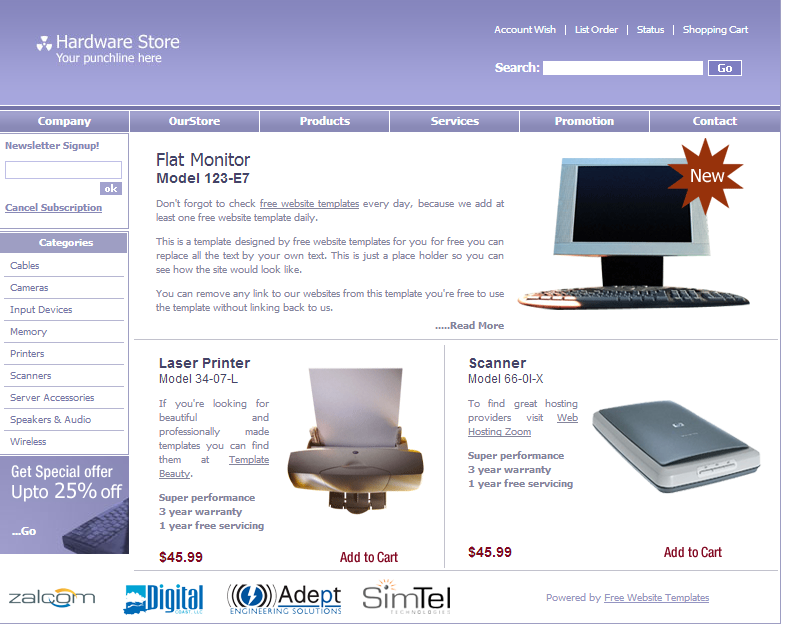 Hardware Store
Your punchline here
Account Wish | List Order | Status | Shopping Cart
Search: Go
Company OurStore Products Services Promotion Contact
Newsletter Signup!
ok
Cancel Subscription
Categories
Cables
Cameras
Input Devices
Memory
Printers
Scanners
Server Accessories
Speakers & Audio
Wireless
Get Special offer
Upto 25% off
...Go
Flat Monitor
Model 123-E7
Don't forgot to check free website templates every day, because we add at
least one free website template daily.
This is a template designed by free website templates for you for free you can
replace all the text by your own text. This is just a place holder so you can
see how the site would look like.
You can remove any link to our websites from this template you're free to use
the template without linking back to us.
.....Read More
New
Laser Printer
Model 34-07-L
If you're looking for
beautiful and
professionally made
templates you can find
them at Template
Beauty.
Super performance
3 year warranty
1 year free servicing
$45.99 Add to Cart
Scanner
Model 66-0I-X
To find great hosting
providers visit Web
Hosting Zoom
Super performance
3 year warranty
1 year free servicing
$45.99 Add to Cart
zalcom
Digital
Adept
ENGINEERING SOLUTIONS
SimTel
TECHNOLOGIES
Powered by Free Website Templates